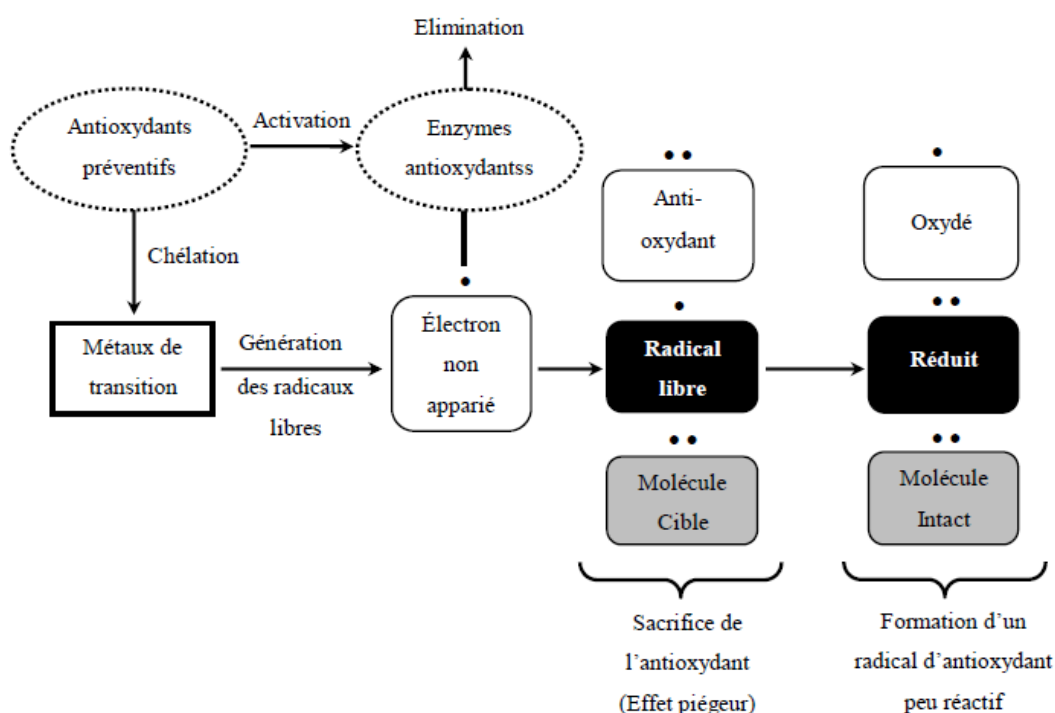 Elimination
Antioxydants
préventifs
Activation
Enzymes
antioxydantss
Anti-
oxydant
Oxydé
Chélation
Métaux de
transition
Génération
des radicaux
libres
Électron
non
apparié
Radical
libre
Réduit
Molécule
Cible
Molécule
Intact
Sacrifice de
l’antioxydant
(Effet piégeur)
Formation d’un
radical d’antioxydant
peu réactif